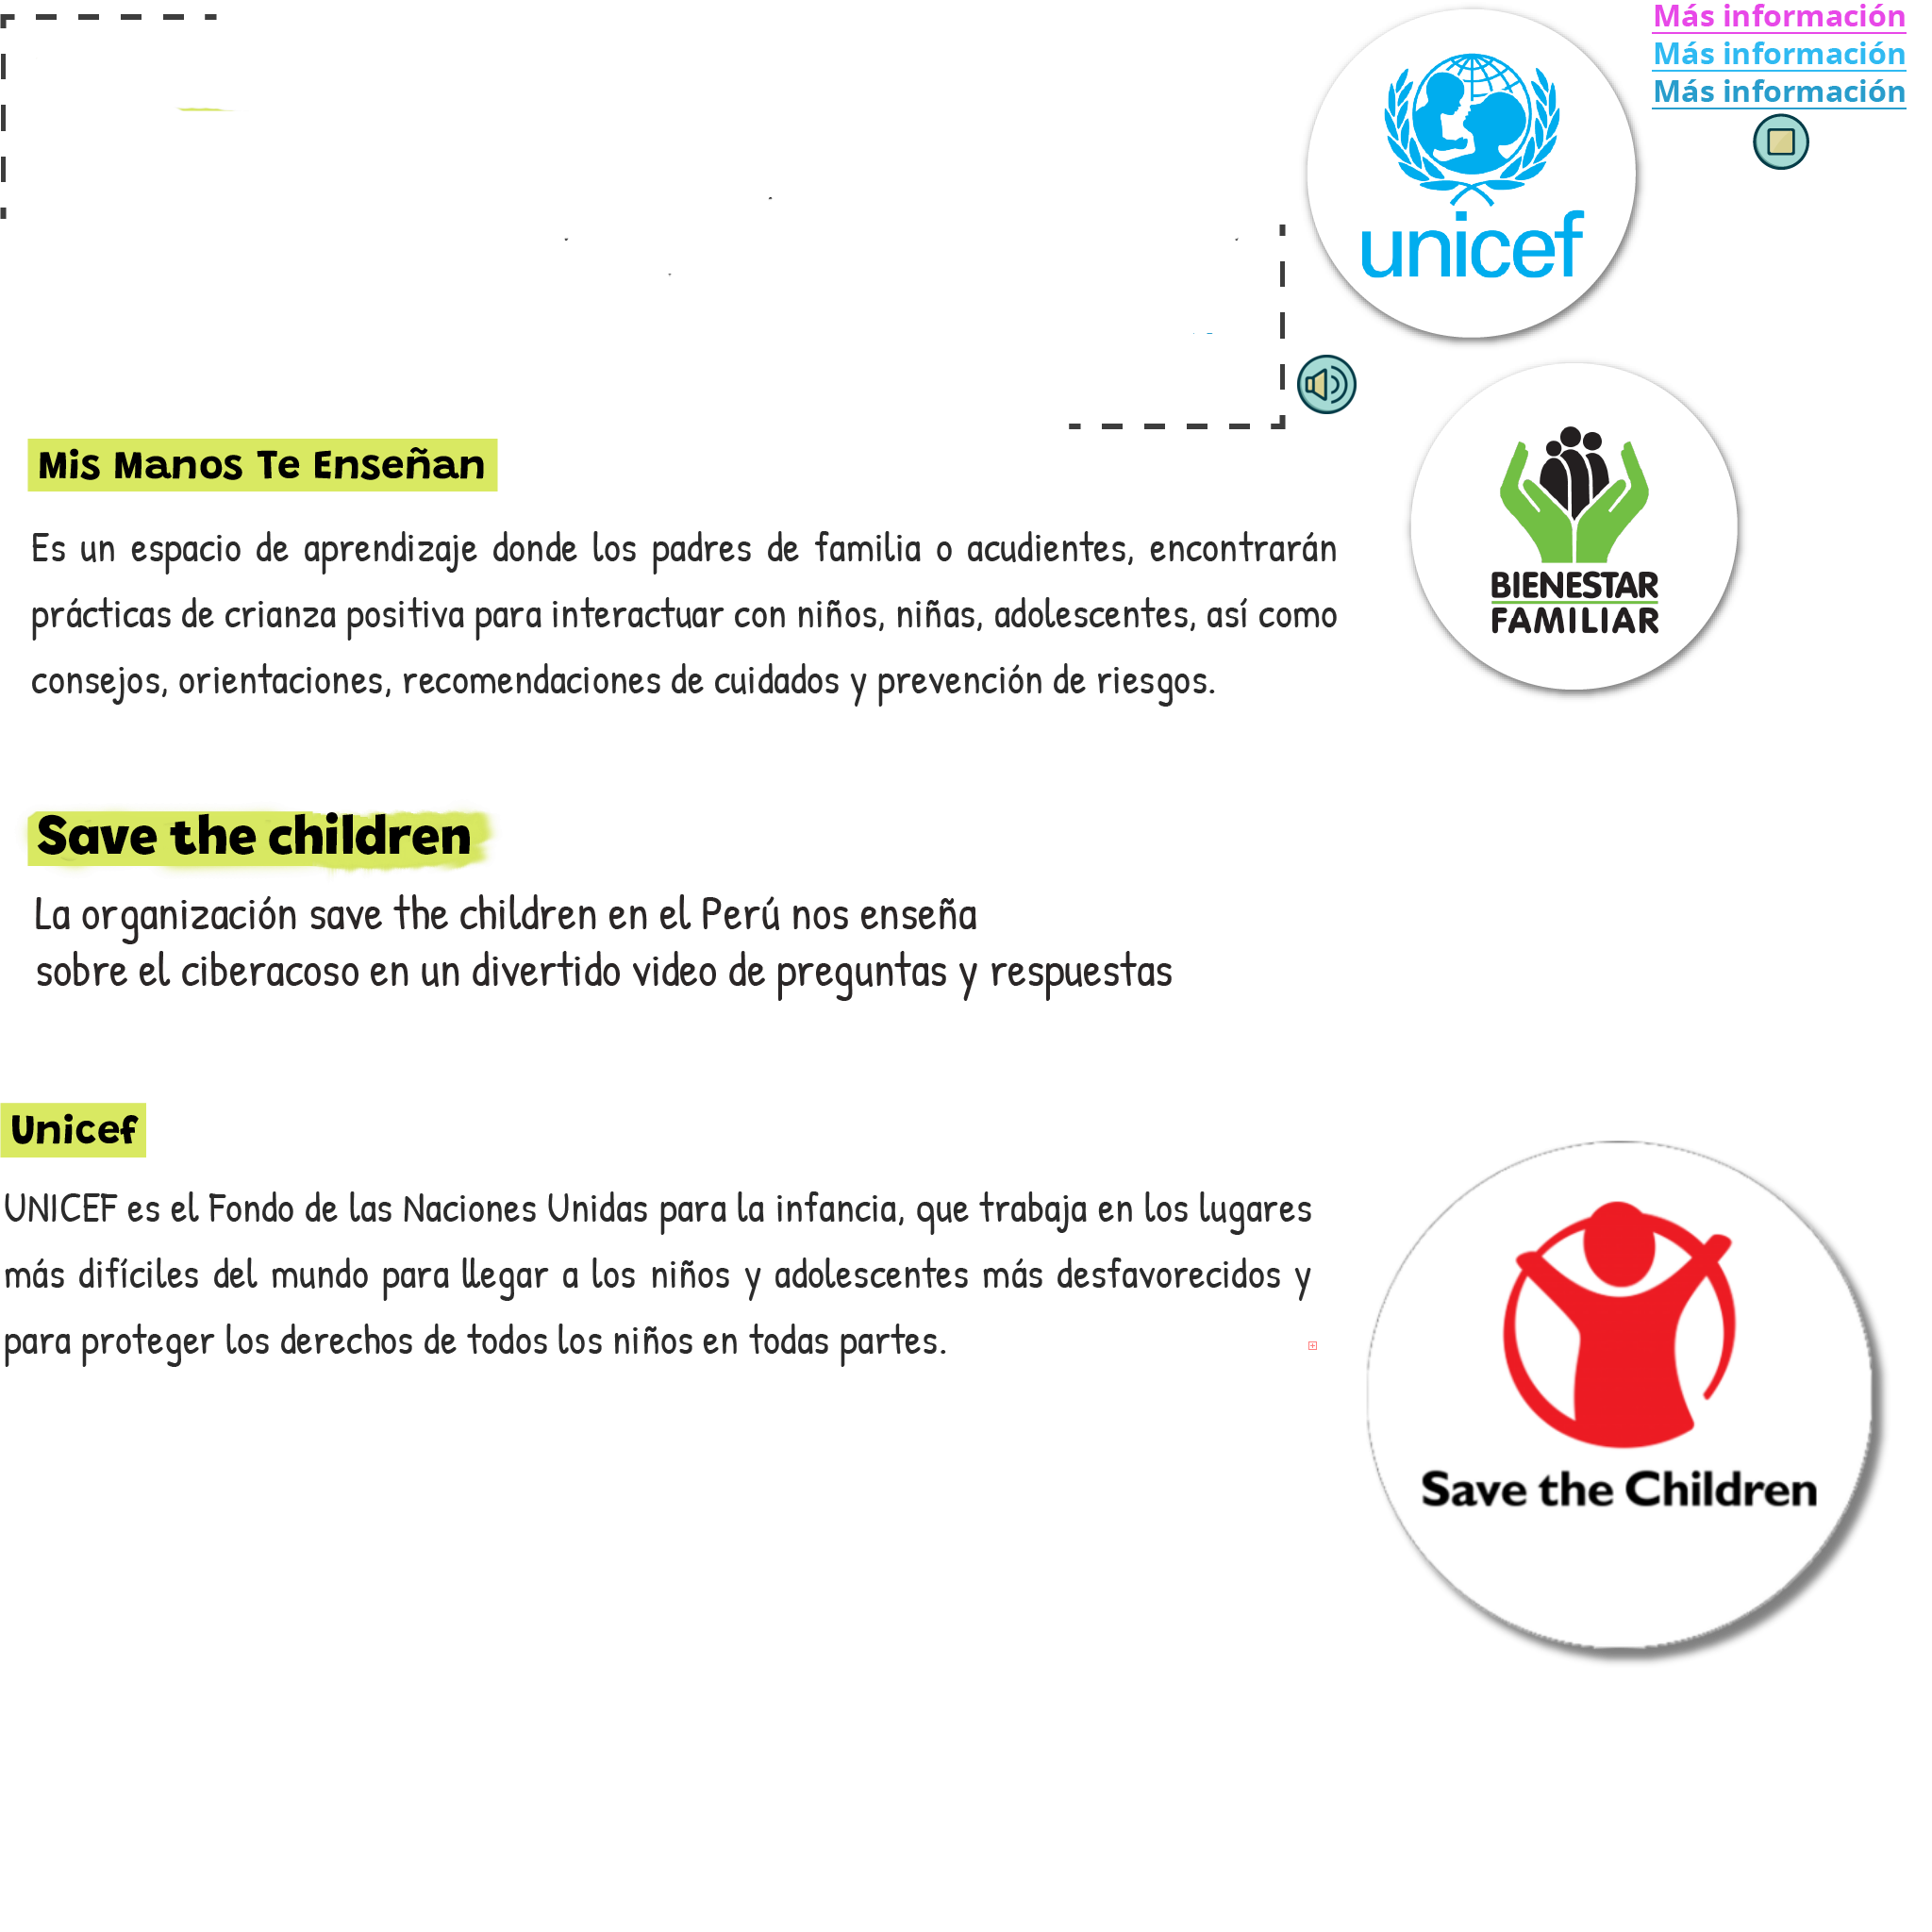 Más información
Más información
Más información
unicef
Mis Manos Te Enseñan
Es un espacio de aprendizaje donde los padres de familia o acudientes, encontrarán
prácticas de crianza positiva para interactuar con niños, niñas, adolescentes, así como
consejos, orientaciones, recomendaciones de cuidados y prevención de riesgos.
BIENESTAR
FAMILIAR
Save the children
La organización save the children en el Perú nos enseña
sobre el ciberacoso en un divertido video de preguntas y respuestas
Unicef
UNICEF es el Fondo de las Naciones Unidas para la infancia, que trabaja en los lugares
más difíciles del mundo para llegar a los niños y adolescentes más desfavorecidos y
para proteger los derechos de todos los niños en todas partes.
Save the Children